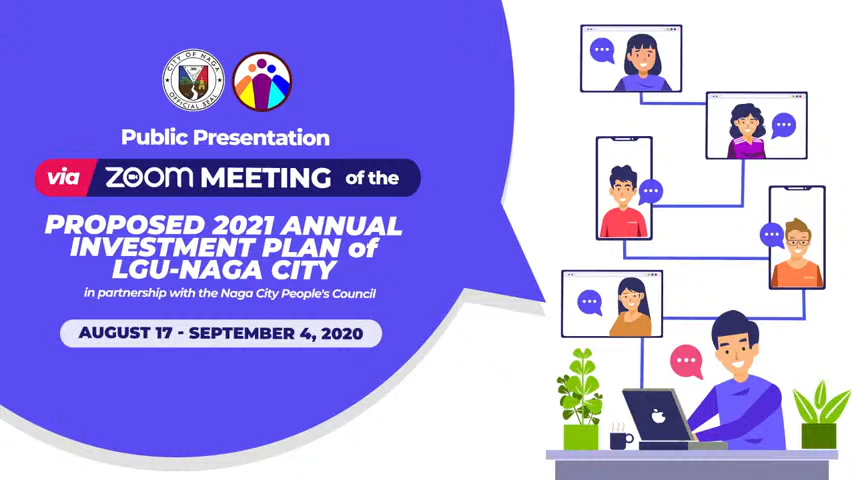 CITY OF NAGA
OFFICIAL SEAL
Public Presentation
via zoom MEETING of the
PROPOSED 2021 ANNUAL
INVESTMENT PLAN of
LGU-NAGA CITY
in partnership with the Naga City People's Council
AUGUST 17 - SEPTEMBER 4, 2020